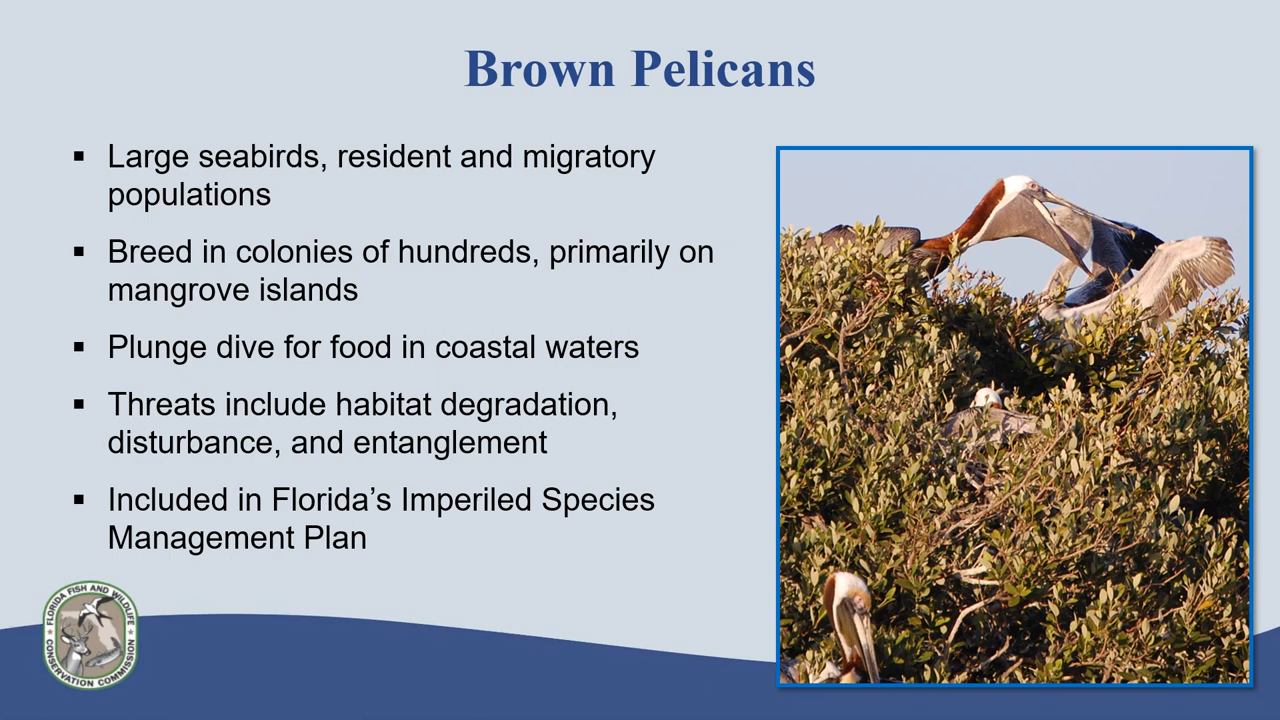 Brown Pelicans
▪ Large seabirds, resident and migratory
populations
▪ Breed in colonies of hundreds, primarily on
mangrove islands
▪ Plunge dive for food in coastal waters
▪ Threats include habitat degradation,
disturbance, and entanglement
▪ Included in Florida’s Imperiled Species
Management Plan
FLORIDA FISH AND WILDLIFE
CONSERVATION COMMISSION